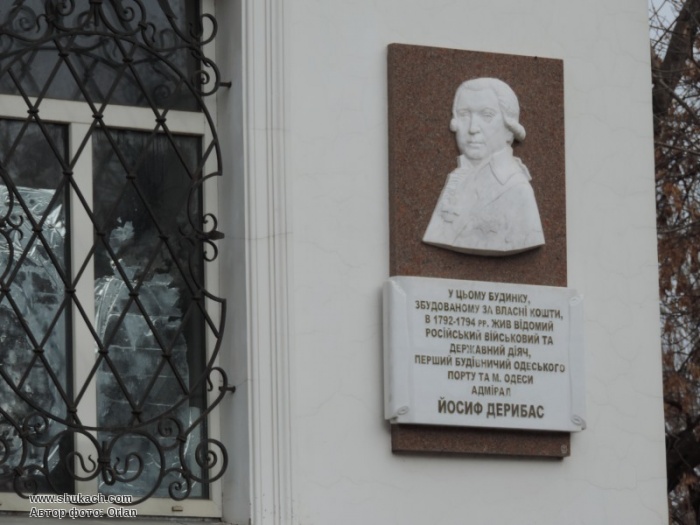 У ЦЬОМУ БУДИНКУ,
ЗБУДОВАНОМУ ЗА ВЛАСНІ КОШТИ,
В 1792-1794 РР. ЖИВ ВІДОМИЙ
РОСІЙСЬКИЙ ВІЙСЬКОВИЙ ТА
ДЕРЖАВНИЙ ДІЯЧ,
ПЕРШИЙ БУДІВНИЧИЙ ОДЕСЬКОГО
ПОРТУ ТА М. ОДЕСИ
АДМІРАЛ
ЙОСИФ ДЕРИБАС
www.shukach.com
Автор фото: Orlan